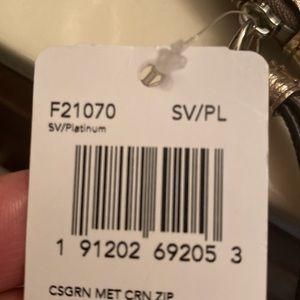 F21070 SV/PL
SV/Platinum
1 91202 69205 3
CSGRN MET CRN ZIP